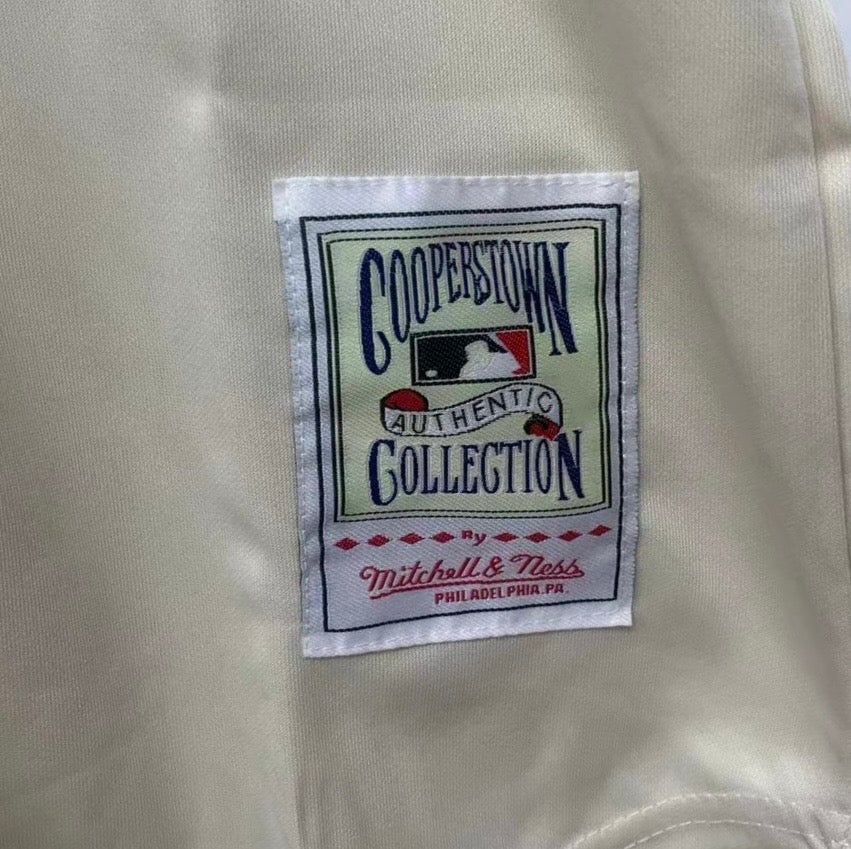 COOPERSTOWN
AUTHENTIC
COLLECTION
By
Mitchell & Ness
PHILADELPHIA.PA.